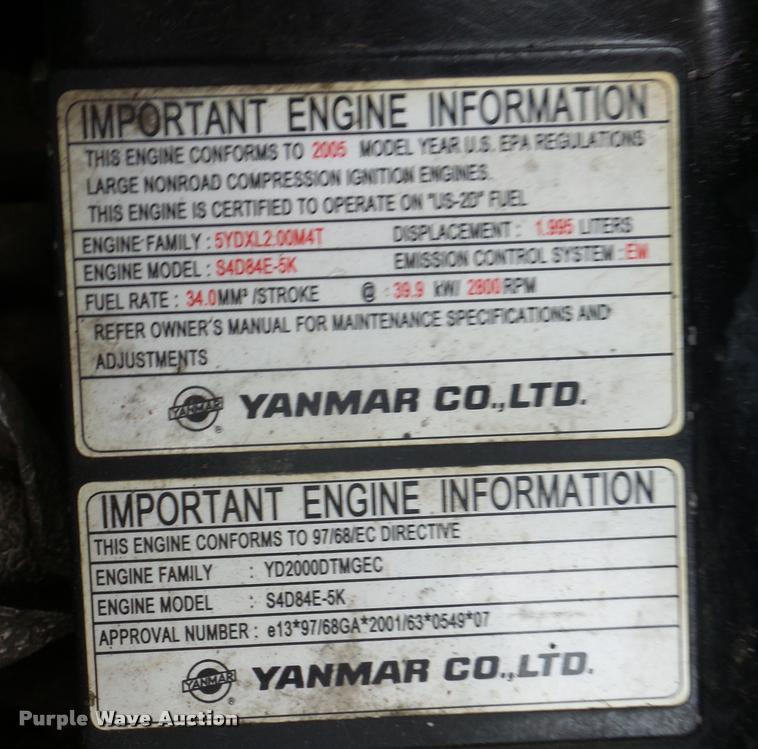 IMPORTANT ENGINE INFORMATION
THIS ENGINE CONFORMS TO 2005 MODEL YEAR U.S. EPA REGULATIONS
LARGE NONROAD COMPRESSION IGNITION ENGINES.
THIS ENGINE IS CERTIFIED TO OPERATE ON "US-2D" FUEL
ENGINE FAMILY : 5YDXL2.00M4T DISPLACEMENT : 1.995 LITERS
ENGINE MODEL : S4D84E-5K EMISSION CONTROL SYSTEM : EM
FUEL RATE : 34.0MM³ /STROKE @ : 39.9 kW/ 2800 RPM
REFER OWNER'S MANUAL FOR MAINTENANCE SPECIFICATIONS AND
ADJUSTMENTS
YANMAR ® YANMAR CO.,LTD.
IMPORTANT ENGINE INFORMATION
THIS ENGINE CONFORMS TO 97/68/EC DIRECTIVE
ENGINE FAMILY : YD2000DTMGEC
ENGINE MODEL : S4D84E-5K
APPROVAL NUMBER : e13*97/68GA*2001/63*0549*07
YANMAR ® YANMAR CO.,LTD.
Purple Wave Auction